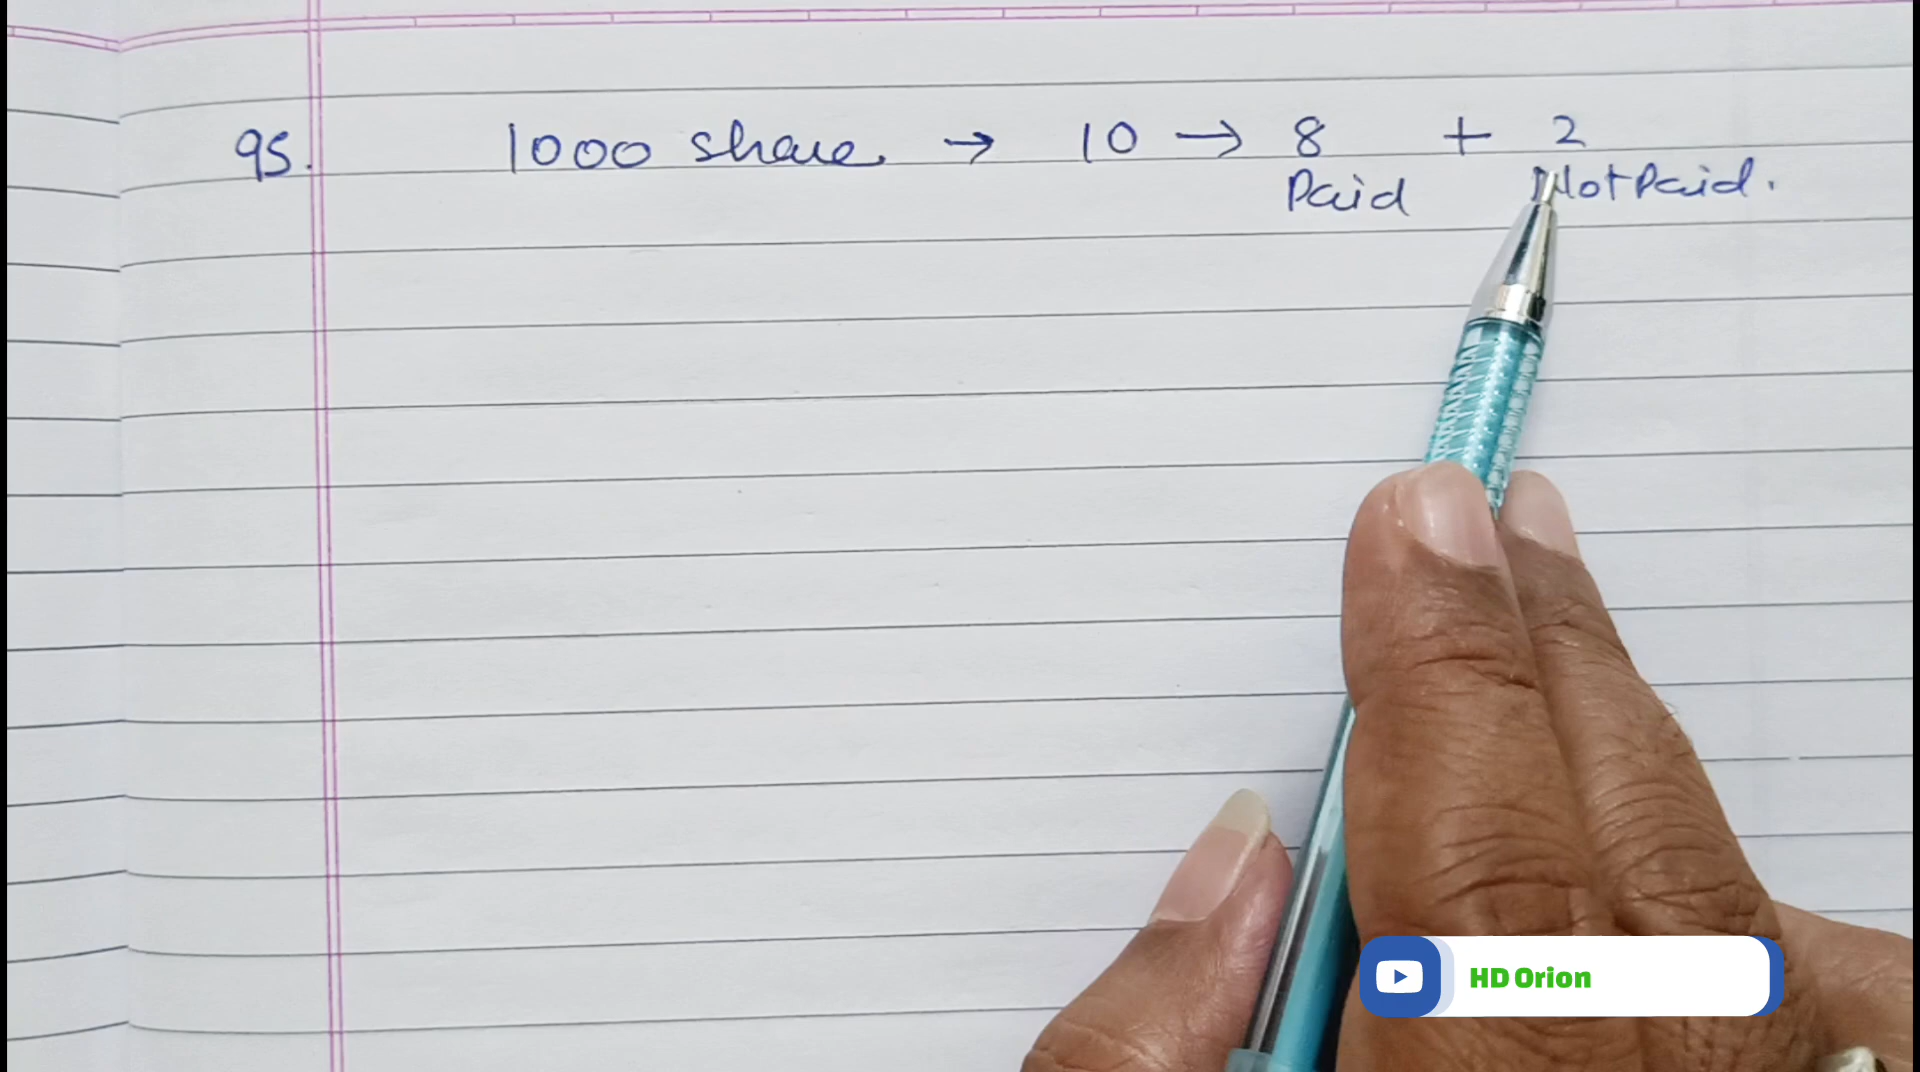 95. 1000 share → 10 → 8 + 2
Paid Not Paid.
HD Orion